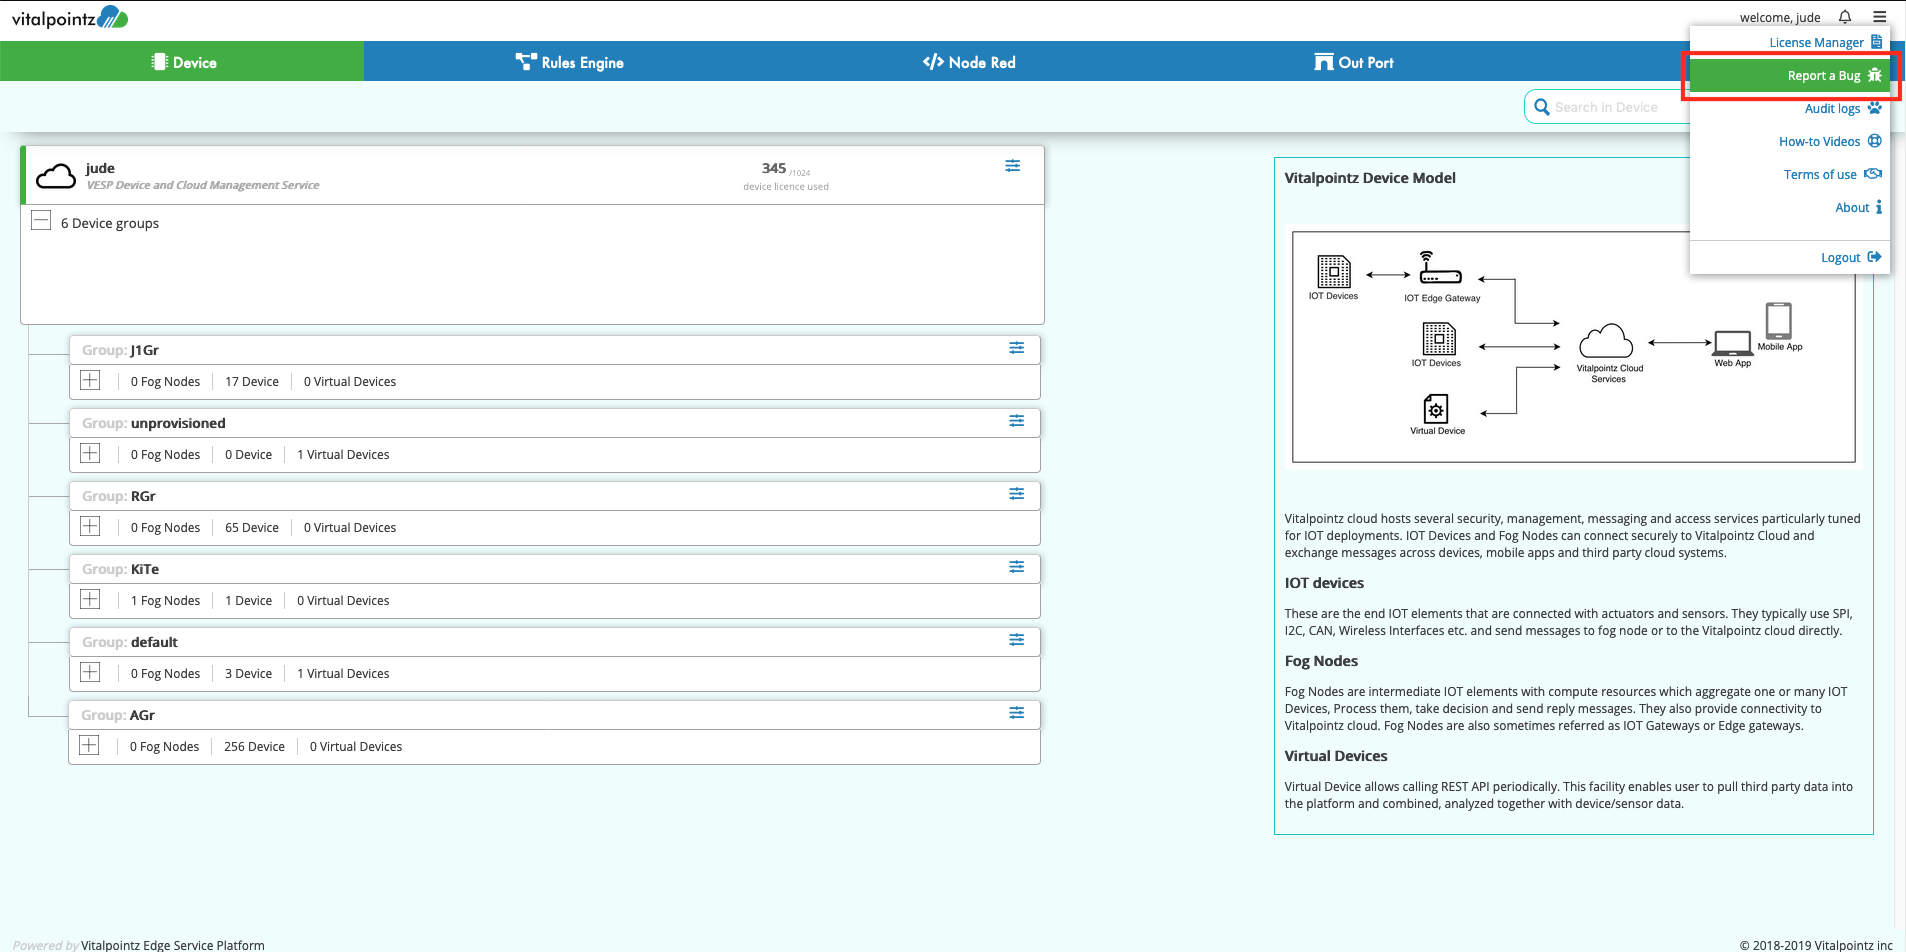 vitalpointz
welcome, jude
Device
Rules Engine
Node Red
Out Port
License Manager
Report a Bug
Audit logs
How-to Videos
Terms of use
About
Logout
Search in Device
jude
VESP Device and Cloud Management Service
345 /1024
device licence used
6 Device groups
Group: J1Gr
0 Fog Nodes 17 Device 0 Virtual Devices
Group: unprovisioned
0 Fog Nodes 0 Device 1 Virtual Devices
Group: RGr
0 Fog Nodes 65 Device 0 Virtual Devices
Group: KiTe
1 Fog Nodes 1 Device 0 Virtual Devices
Group: default
0 Fog Nodes 3 Device 1 Virtual Devices
Group: AGr
0 Fog Nodes 256 Device 0 Virtual Devices
Vitalpointz Device Model
IOT Devices
IOT Edge Gateway
IOT Devices
Virtual Device
Vitalpointz Cloud
Services
Web App
Mobile App
Vitalpointz cloud hosts several security, management, messaging and access services particularly tuned
for IOT deployments. IOT Devices and Fog Nodes can connect securely to Vitalpointz Cloud and
exchange messages across devices, mobile apps and third party cloud systems.
IOT devices
These are the end IOT elements that are connected with actuators and sensors. They typically use SPI,
I2C, CAN, Wireless Interfaces etc. and send messages to fog node or to the Vitalpointz cloud directly.
Fog Nodes
Fog Nodes are intermediate IOT elements with compute resources which aggregate one or many IOT
Devices, Process them, take decision and send reply messages. They also provide connectivity to
Vitalpointz cloud. Fog Nodes are also sometimes referred as IOT Gateways or Edge gateways.
Virtual Devices
Virtual Device allows calling REST API periodically. This facility enables user to pull third party data into
the platform and combined, analyzed together with device/sensor data.
Powered by Vitalpointz Edge Service Platform
© 2018-2019 Vitalpointz inc